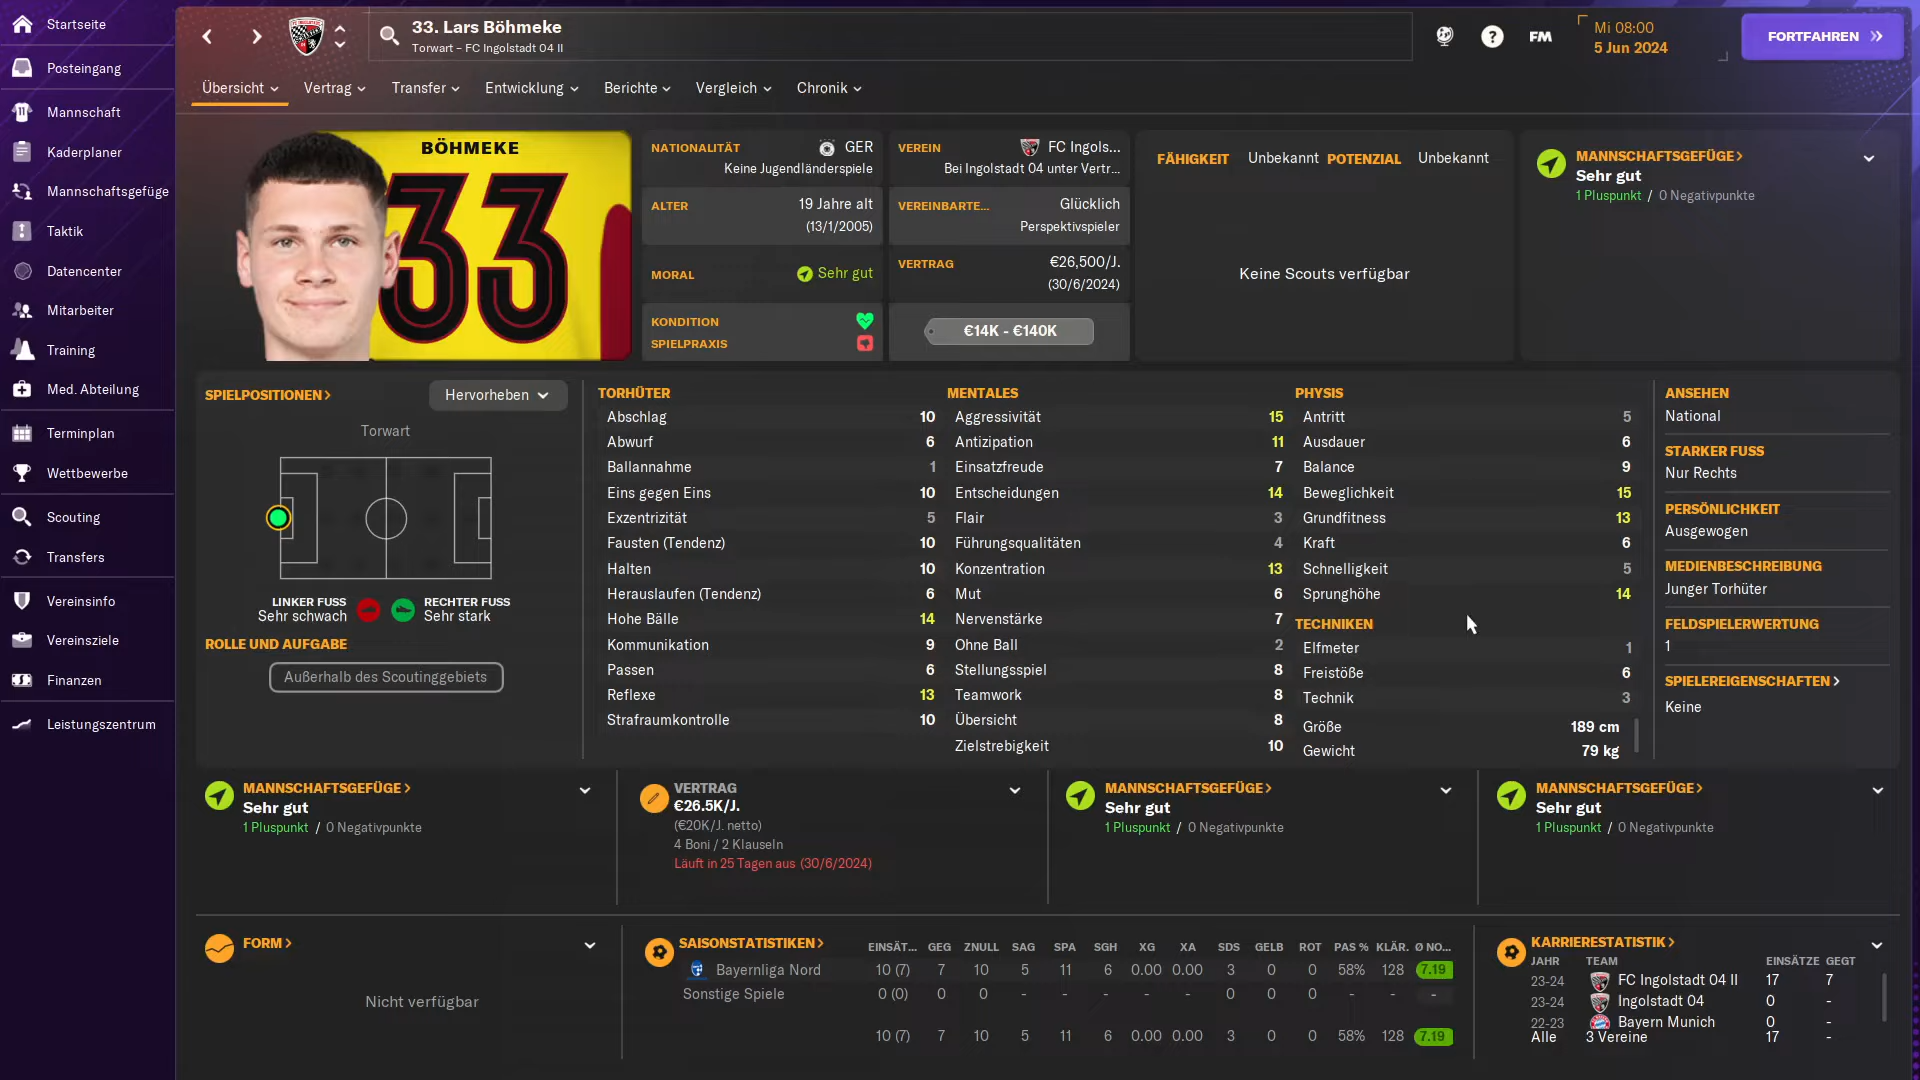 Startseite
Posteingang
Mannschaft
Kaderplaner
Mannschaftsgefüge
Taktik
Datencenter
Mitarbeiter
Training
Med. Abteilung
Terminplan
Wettbewerbe
Scouting
Transfers
Vereinsinfo
Vereinsziele
Finanzen
Leistungszentrum
33. Lars Böhmeke
Torwart – FC Ingolstadt 04 II
FM
Mi 08:00
5 Jun 2024
FORTFAHREN
Übersicht Vertrag Transfer Entwicklung Berichte Vergleich Chronik
BÖHMEKE
33
NATIONALITÄT GER
Keine Jugendländerspiele
ALTER 19 Jahre alt
(13/1/2005)
MORAL Sehr gut
KONDITION
SPIELPRAXIS
VEREIN FC Ingols...
Bei Ingolstadt 04 unter Vertr...
VEREINBARTE... Glücklich
Perspektivspieler
VERTRAG €26,500/J.
(30/6/2024)
€14K - €140K
FÄHIGKEIT Unbekannt POTENZIAL Unbekannt
Keine Scouts verfügbar
MANNSCHAFTSGEFÜGE
Sehr gut
1 Pluspunkt / 0 Negativpunkte
SPIELPOSITIONEN Hervorheben
Torwart
LINKER FUSS RECHTER FUSS
Sehr schwach Sehr stark
ROLLE UND AUFGABE
Außerhalb des Scoutinggebiets
TORHÜTER
Abschlag 10
Abwurf 6
Ballannahme 1
Eins gegen Eins 10
Exzentrizität 5
Fausten (Tendenz) 10
Halten 10
Herauslaufen (Tendenz) 6
Hohe Bälle 14
Kommunikation 9
Passen 6
Reflexe 13
Strafraumkontrolle 10
MENTALES
Aggressivität 15
Antizipation 11
Einsatzfreude 7
Entscheidungen 14
Flair 3
Führungsqualitäten 4
Konzentration 13
Mut 6
Nervenstärke 7
Ohne Ball 2
Stellungsspiel 8
Teamwork 8
Übersicht 8
Zielstrebigkeit 10
PHYSIS
Antritt 5
Ausdauer 6
Balance 9
Beweglichkeit 15
Grundfitness 13
Kraft 6
Schnelligkeit 5
Sprunghöhe 14
TECHNIKEN
Elfmeter 1
Freistöße 6
Technik 3
Größe 189 cm
Gewicht 79 kg
ANSEHEN
National
STARKER FUSS
Nur Rechts
PERSÖNLICHKEIT
Ausgewogen
MEDIENBESCHREIBUNG
Junger Torhüter
FELDSPIELERWERTUNG
1
SPIELEREIGENSCHAFTEN
Keine
MANNSCHAFTSGEFÜGE
Sehr gut
1 Pluspunkt / 0 Negativpunkte
VERTRAG
€26.5K/J.
(€20K/J. netto)
4 Boni / 2 Klauseln
Läuft in 25 Tagen aus (30/6/2024)
MANNSCHAFTSGEFÜGE
Sehr gut
1 Pluspunkt / 0 Negativpunkte
MANNSCHAFTSGEFÜGE
Sehr gut
1 Pluspunkt / 0 Negativpunkte
FORM
Nicht verfügbar
SAISONSTATISTIKEN EINSÄT... GEG ZNULL SAG SPA SGH XG XA SDS GELB ROT PAS % KLÄR. Ø NO...
Bayernliga Nord 10 (7) 7 10 5 11 6 0.00 0.00 3 0 0 58% 128 7.19
Sonstige Spiele 0 (0) 0 0 - - - - - 0 0 0 - - -
10 (7) 7 10 5 11 6 0.00 0.00 3 0 0 58% 128 7.19
KARRIERESTATISTIK
JAHR TEAM EINSÄTZE GEGT
23-24 FC Ingolstadt 04 II 17 7
23-24 Ingolstadt 04 0 -
22-23 Bayern Munich 0 -
Alle 3 Vereine 17 -